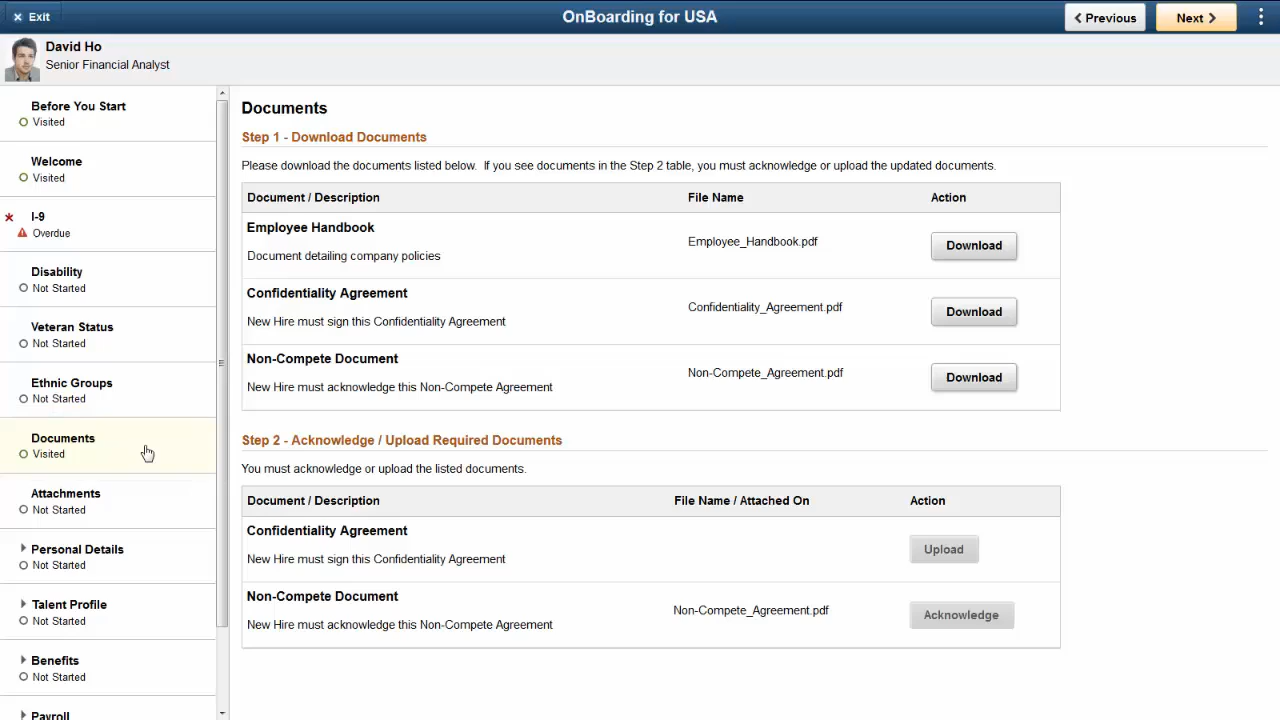 Exit
OnBoarding for USA
Previous
Next
David Ho
Senior Financial Analyst
Before You Start
Visited
Welcome
Visited
I-9
Overdue
Disability
Not Started
Veteran Status
Not Started
Ethnic Groups
Not Started
Documents
Visited
Attachments
Not Started
Personal Details
Not Started
Talent Profile
Not Started
Benefits
Not Started
Payroll
Documents
Step 1 - Download Documents
Please download the documents listed below.  If you see documents in the Step 2 table, you must acknowledge or upload the updated documents.
Document / Description File Name Action
Employee Handbook
Document detailing company policies
Employee_Handbook.pdf
Download
Confidentiality Agreement
New Hire must sign this Confidentiality Agreement
Confidentiality_Agreement.pdf
Download
Non-Compete Document
New Hire must acknowledge this Non-Compete Agreement
Non-Compete_Agreement.pdf
Download
Step 2 - Acknowledge / Upload Required Documents
You must acknowledge or upload the listed documents.
Document / Description File Name / Attached On Action
Confidentiality Agreement
New Hire must sign this Confidentiality Agreement
Upload
Non-Compete Document
New Hire must acknowledge this Non-Compete Agreement
Non-Compete_Agreement.pdf
Acknowledge